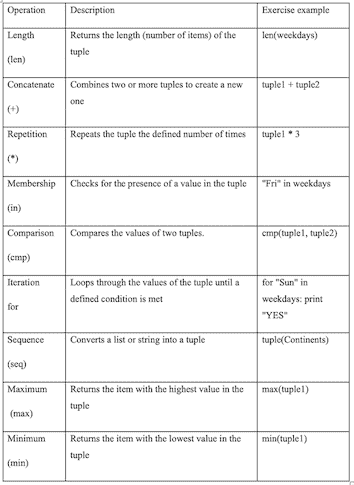 Operation Description Exercise example
Length Returns the length (number of items) of the len(weekdays)
(len) tuple
Concatenate Combines two or more tuples to create a new tuple1 + tuple2
(+) one
Repetition Repeats the tuple the defined number of times tuple1 * 3
(*)
Membership Checks for the presence of a value in the tuple "Fri" in weekdays
(in)
Comparison Compares the values of two tuples. cmp(tuple1, tuple2)
(cmp)
Iteration Loops through the values of the tuple until a for "Sun" in
for defined condition is met weekdays: print
"YES"
Sequence Converts a list or string into a tuple tuple(Continents)
(seq)
Maximum Returns the item with the highest value in the max(tuple1)
(max) tuple
Minimum Returns the item with the lowest value in the min(tuple1)
(min) tuple